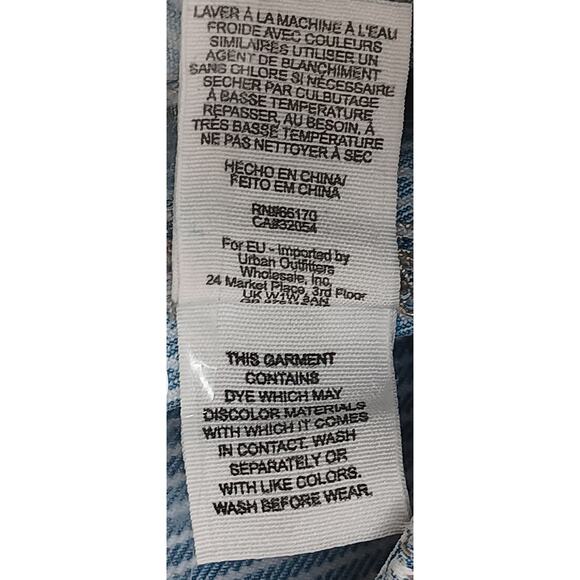 LAVER À LA MACHINE À L'EAU
FROIDE AVEC COULEURS
SIMILAIRES UTILISER UN
AGENT DE BLANCHIMENT
SANS CHLORE SI NÉCESSAIRE
SECHER PAR CULBUTAGE
À BASSE TEMPÉRATURE
REPASSER, AU BESOIN, À
TRÈS BASSE TEMPÉRATURE
NE PAS NETTOYER À SEC
HECHO EN CHINA/
FEITO EM CHINA
RN#66170
CA#32054
For EU - Imported by
Urban Outfitters
Wholesale, Inc.
24 Market Place, 3rd Floor
UK W1W 8AN
THIS GARMENT
CONTAINS
DYE WHICH MAY
DISCOLOR MATERIALS
WITH WHICH IT COMES
IN CONTACT. WASH
SEPARATELY OR
WITH LIKE COLORS.
WASH BEFORE WEAR.